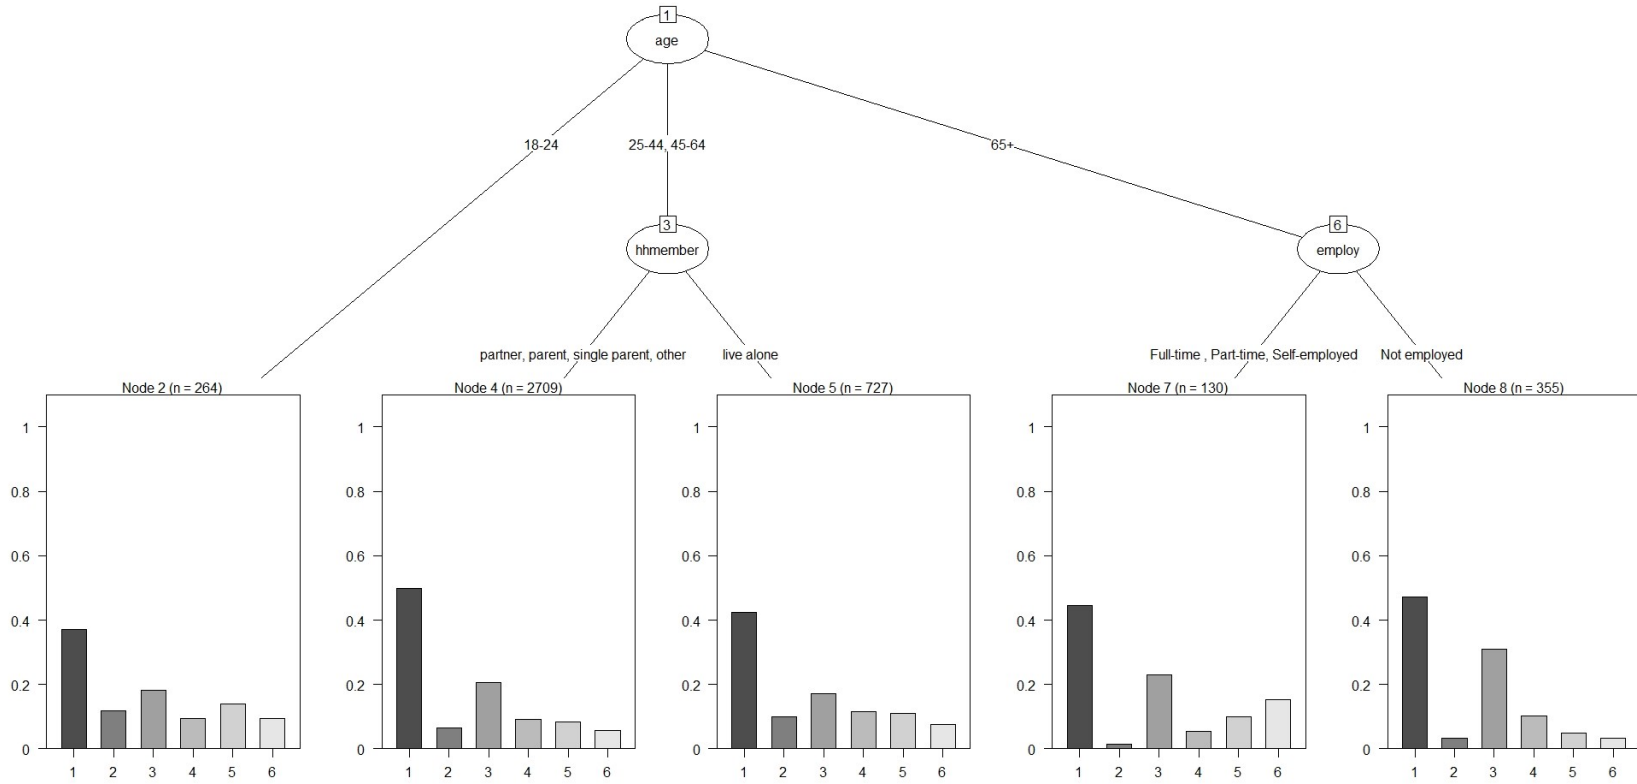 1
age
18-24
25-44, 45-64
65+
3
hhmember
6
employ
partner, parent, single parent, other
live alone
Full-time , Part-time, Self-employed
Not employed
Node 2 (n = 264)
1
0.8
0.6
0.4
0.2
0
1 2 3 4 5 6
Node 4 (n = 2709)
1
0.8
0.6
0.4
0.2
0
1 2 3 4 5 6
Node 5 (n = 727)
1
0.8
0.6
0.4
0.2
0
1 2 3 4 5 6
Node 7 (n = 130)
1
0.8
0.6
0.4
0.2
0
1 2 3 4 5 6
Node 8 (n = 355)
1
0.8
0.6
0.4
0.2
0
1 2 3 4 5 6